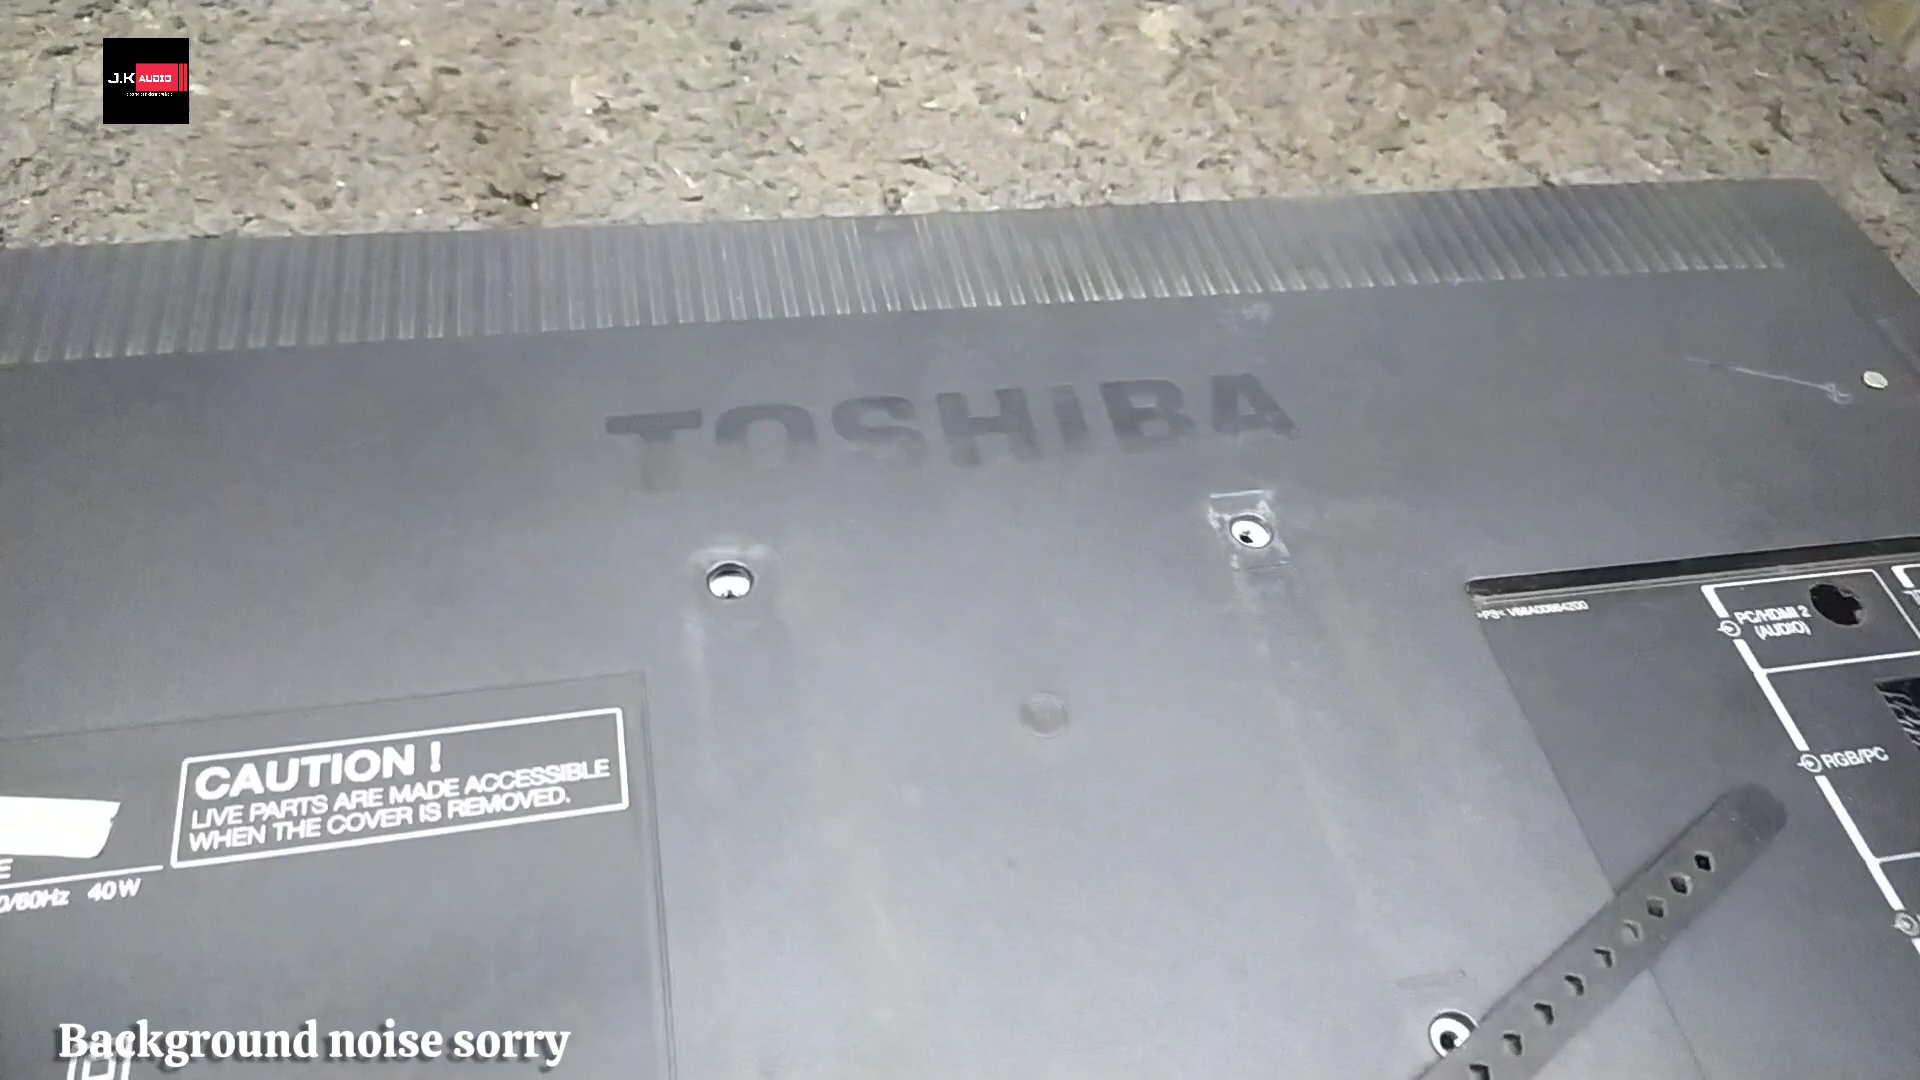 J.K AUDIO
TOSHIBA
PC/HDMI 2
(AUDIO)
RGB/PC
CAUTION !
LIVE PARTS ARE MADE ACCESSIBLE
WHEN THE COVER IS REMOVED.
40W
Background noise sorry